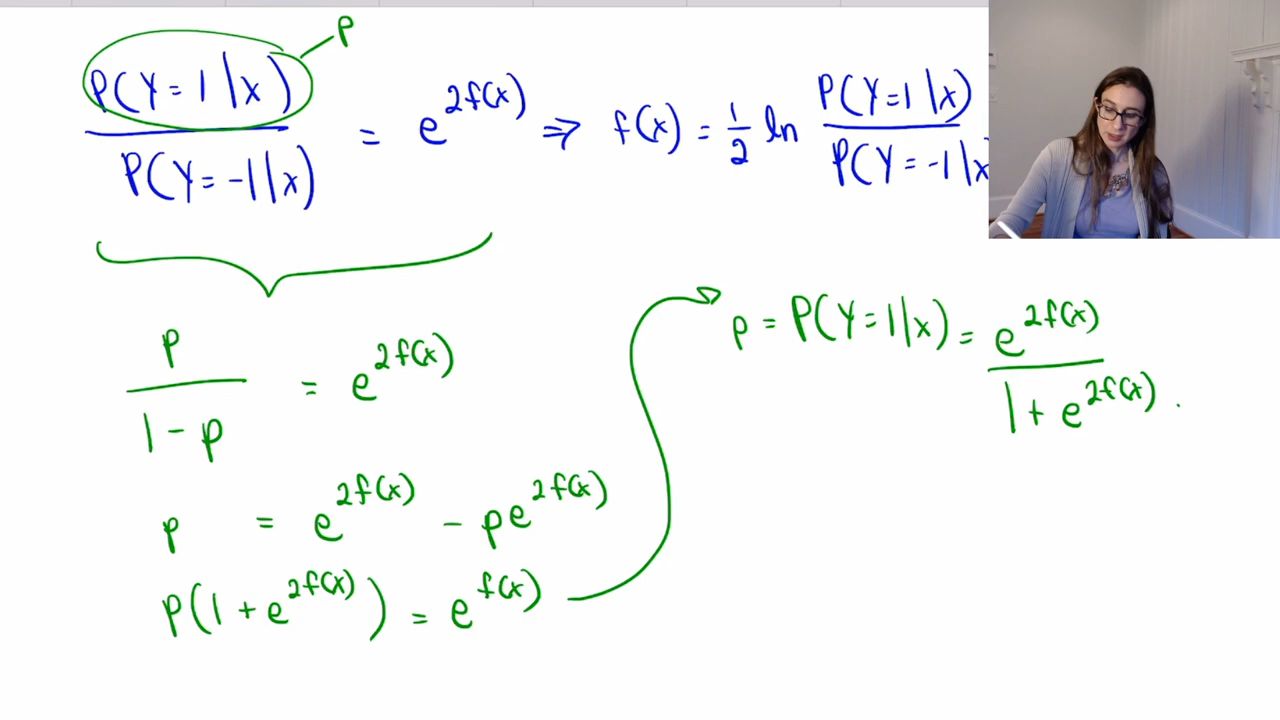 p
P(Y=1|x) / P(Y=-1|x) = e^{2f(x)} ⇒ f(x) = 1/2 ln P(Y=1|x) / P(Y=-1|x
p / 1-p = e^{2f(x)}
p = e^{2f(x)} - pe^{2f(x)}
p(1+e^{2f(x)}) = e^{f(x)}
p = P(Y=1|x) = e^{2f(x)} / 1+e^{2f(x)} .